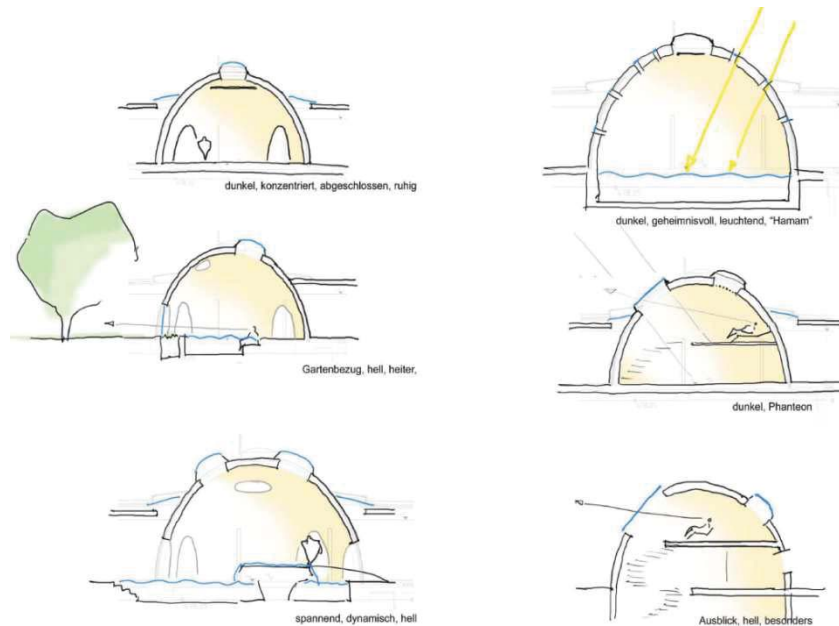 dunkel, konzentriert, abgeschlossen, ruhig
dunkel, geheimnisvoll, leuchtend, "Hamam"
Gartenbezug, hell, heiter,
dunkel, Phanteon
spannend, dynamisch, hell
Ausblick, hell, besonders